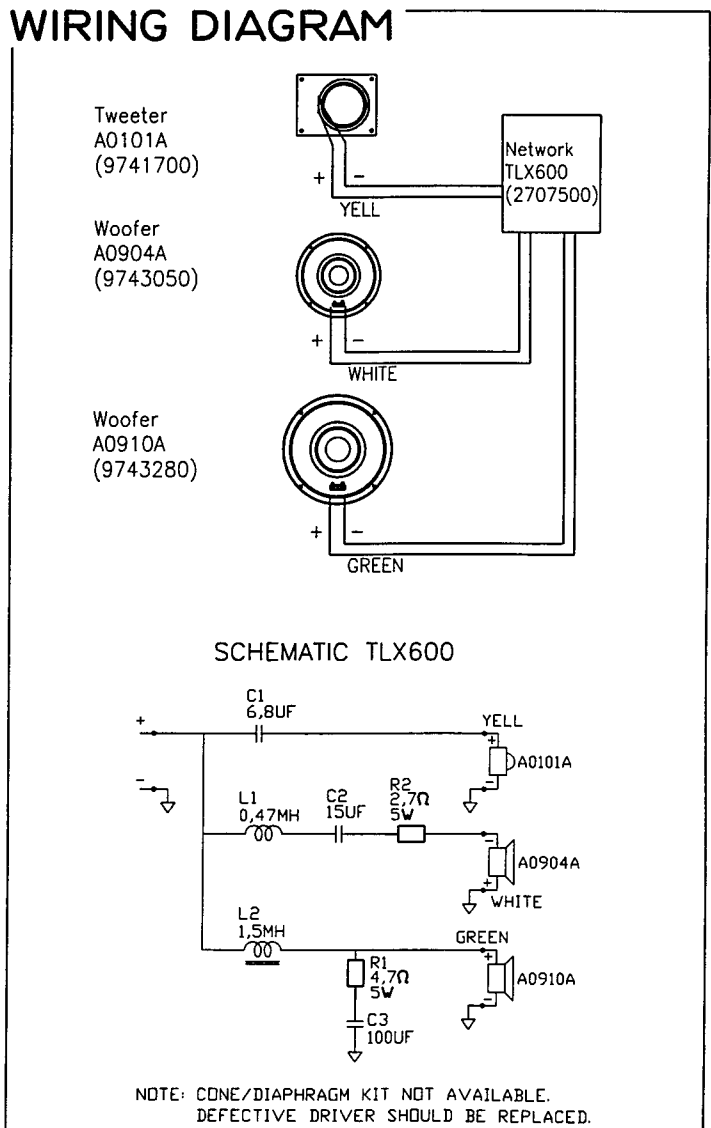 WIRING DIAGRAM
Tweeter
A0101A
(9741700)
+ −
YELL
Network
TLX600
(2707500)
Woofer
A0904A
(9743050)
+ −
WHITE
Woofer
A0910A
(9743280)
+ −
GREEN
SCHEMATIC TLX600
C1
6,8UF
+
YELL
+
A0101A
−
−
L1
0,47MH
C2
15UF
R2
2,7Ω
5W
−
A0904A
+
WHITE
L2
1,5MH
GREEN
+
R1
4,7Ω
5W
A0910A
−
C3
100UF
NOTE: CONE/DIAPHRAGM KIT NOT AVAILABLE.
DEFECTIVE DRIVER SHOULD BE REPLACED.